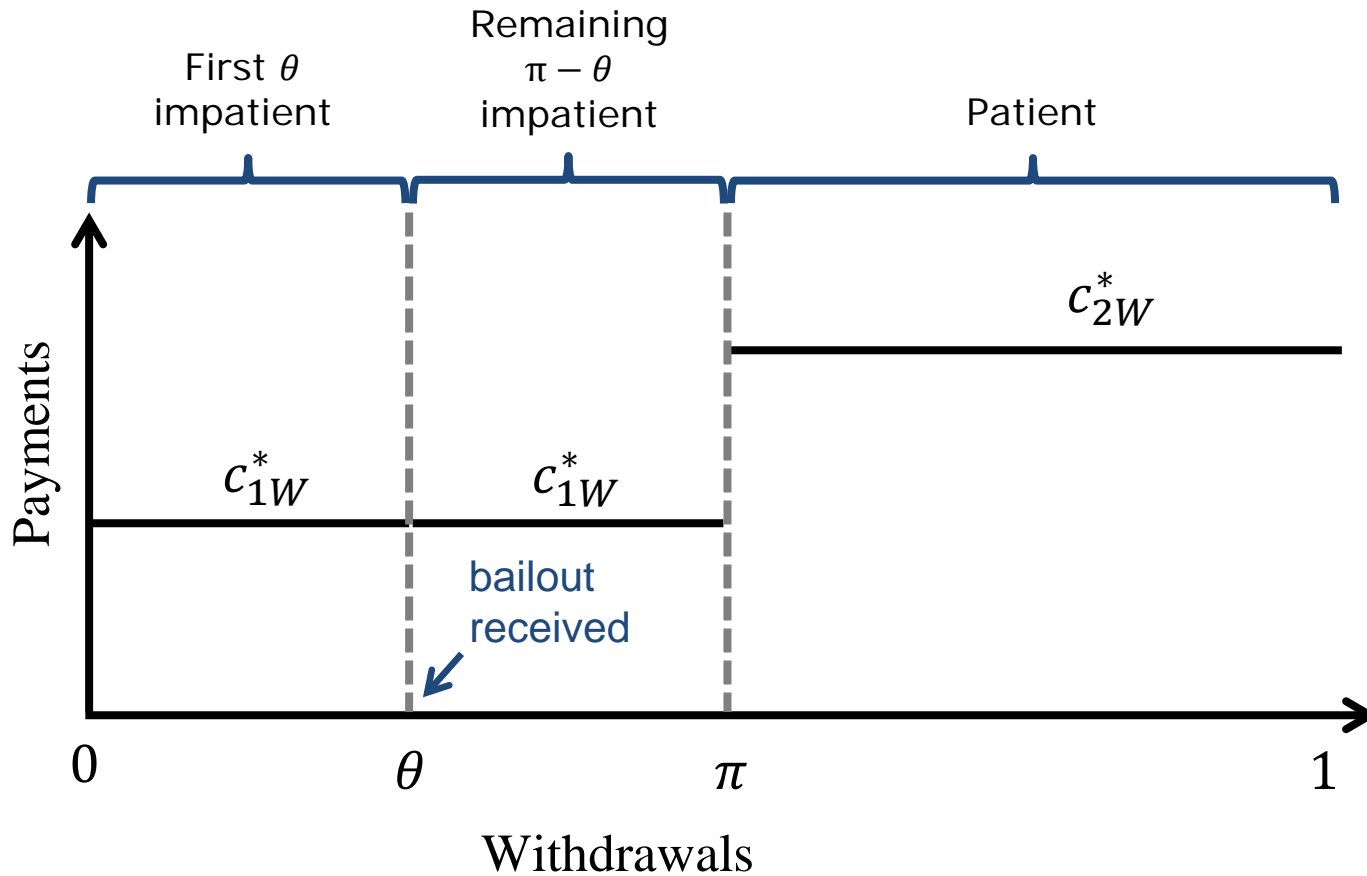 First θ
impatient
Remaining
π − θ
impatient
Patient
Payments
c*1W
c*1W
c*2W
bailout
received
0
θ
π
1
Withdrawals